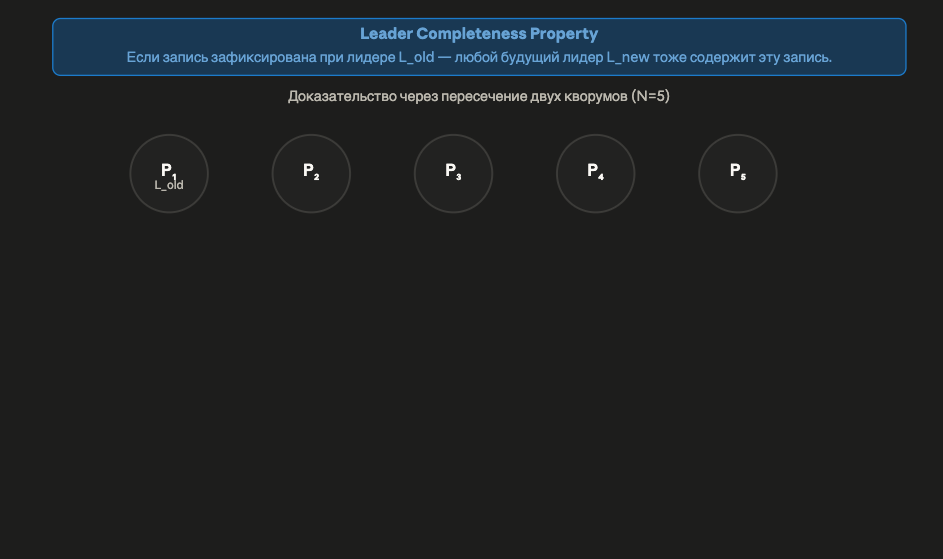 Leader Completeness Property
Если запись зафиксирована при лидере L_old — любой будущий лидер L_new тоже содержит эту запись.
Доказательство через пересечение двух кворумов (N=5)
P₁ P₂ P₃ P₄ P₅
L_old